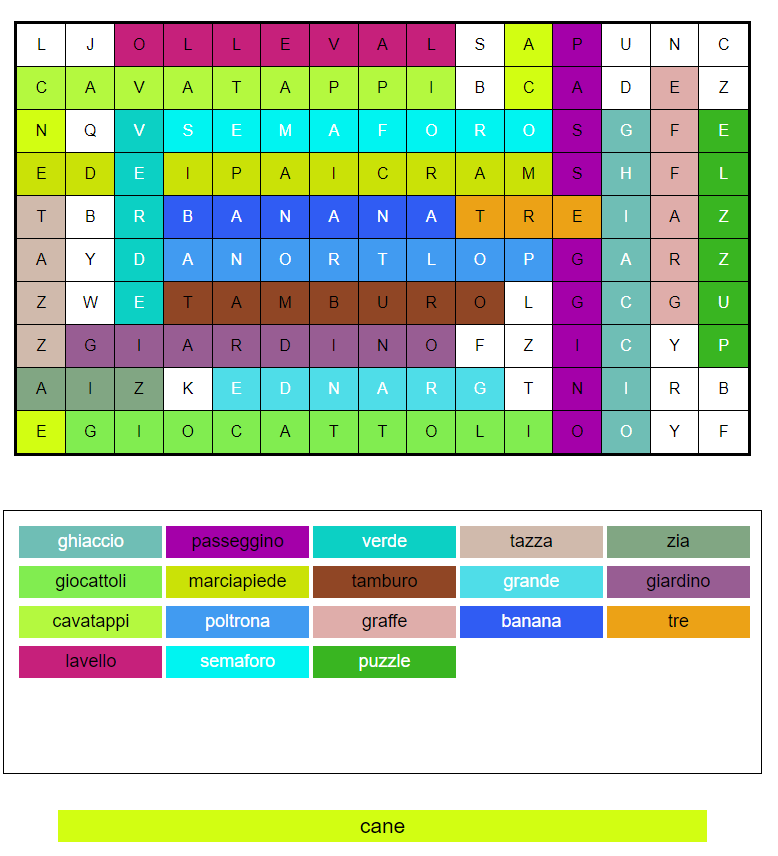 L J O L L E V A L S A P U N C
C A V A T A P P I B C A D E Z
N Q V S E M A F O R O S G F E
E D E I P A I C R A M S H F L
T B R B A N A N A T R E I A Z
A Y D A N O R T L O P G A R Z
Z W E T A M B U R O L G C G U
Z G I A R D I N O F Z I C Y P
A I Z K E D N A R G T N I R B
E G I O C A T T O L I O O Y F
ghiaccio passeggino verde tazza zia
giocattoli marciapiede tamburo grande giardino
cavatappi poltrona graffe banana tre
lavello semaforo puzzle
cane